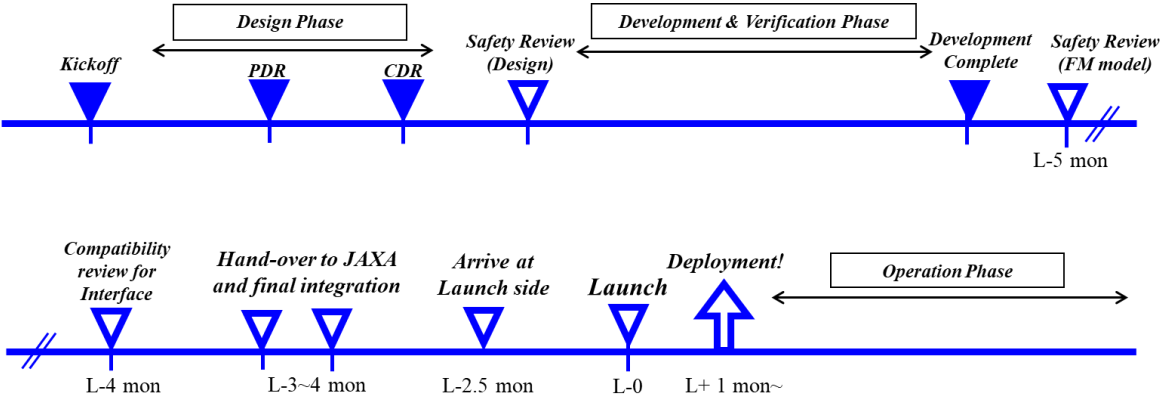 Design Phase
Development & Verification Phase
Kickoff
PDR
CDR
Safety Review
(Design)
Development
Complete
Safety Review
(FM model)
L-5 mon
Compatibility
review for
Interface
Hand-over to JAXA
and final integration
Arrive at
Launch side
Launch
Deployment!
Operation Phase
L-4 mon
L-3~4 mon
L-2.5 mon
L-0
L+ 1 mon~